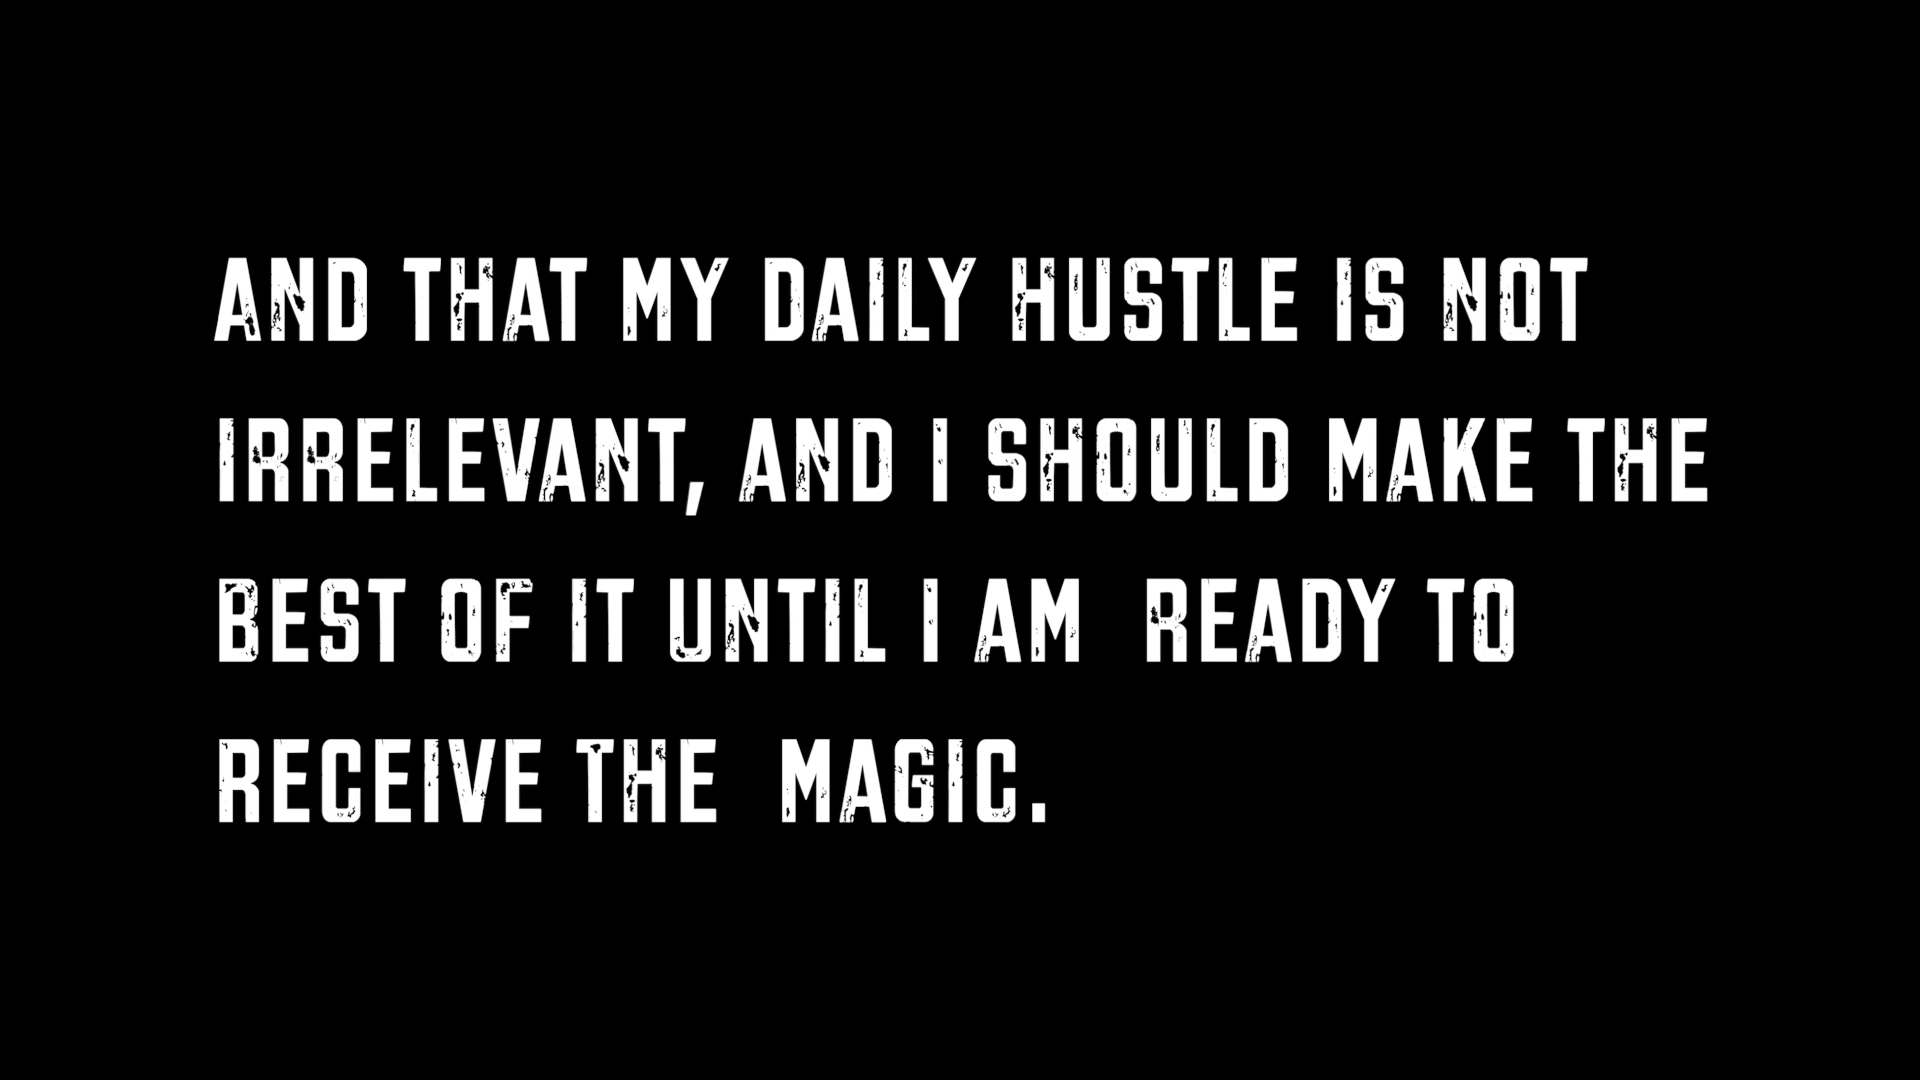 AND THAT MY DAILY HUSTLE IS NOT
IRRELEVANT, AND I SHOULD MAKE THE
BEST OF IT UNTIL I AM  READY TO
RECEIVE THE  MAGIC.